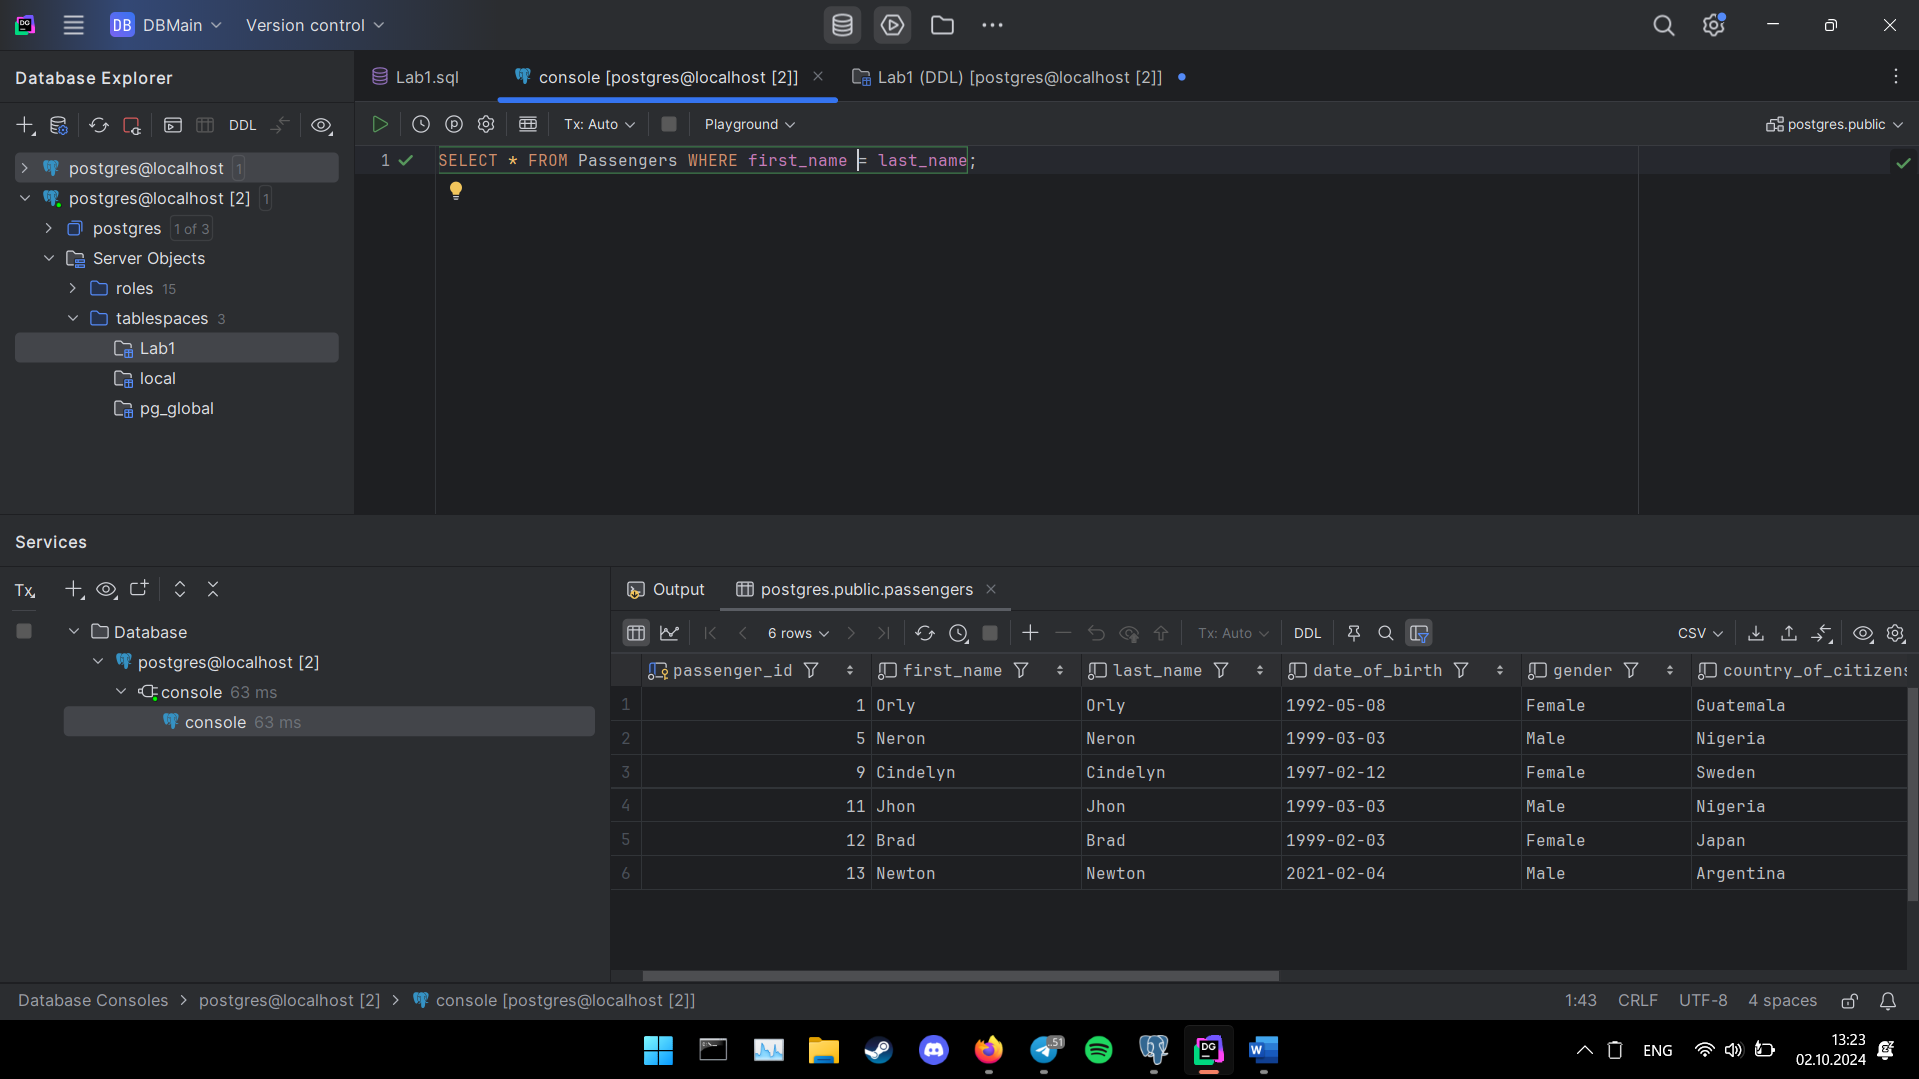 DB DBMain Version control
Database Explorer
Lab1.sql console [postgres@localhost [2]] Lab1 (DDL) [postgres@localhost [2]]
DDL
Tx: Auto Playground postgres.public
postgres@localhost 1
postgres@localhost [2] 1
postgres 1 of 3
Server Objects
roles 15
tablespaces 3
Lab1
local
pg_global
1 SELECT * FROM Passengers WHERE first_name = last_name;
Services
Tx
Database
postgres@localhost [2]
console 63 ms
console 63 ms
Output postgres.public.passengers
6 rows Tx: Auto DDL CSV
passenger_id first_name last_name date_of_birth gender country_of_citizens
1 1 Orly Orly 1992-05-08 Female Guatemala
2 5 Neron Neron 1999-03-03 Male Nigeria
3 9 Cindelyn Cindelyn 1997-02-12 Female Sweden
4 11 Jhon Jhon 1999-03-03 Male Nigeria
5 12 Brad Brad 1999-02-03 Female Japan
6 13 Newton Newton 2021-02-04 Male Argentina
Database Consoles > postgres@localhost [2] > console [postgres@localhost [2]]
1:43 CRLF UTF-8 4 spaces
51 DG W ENG 13:23
02.10.2024